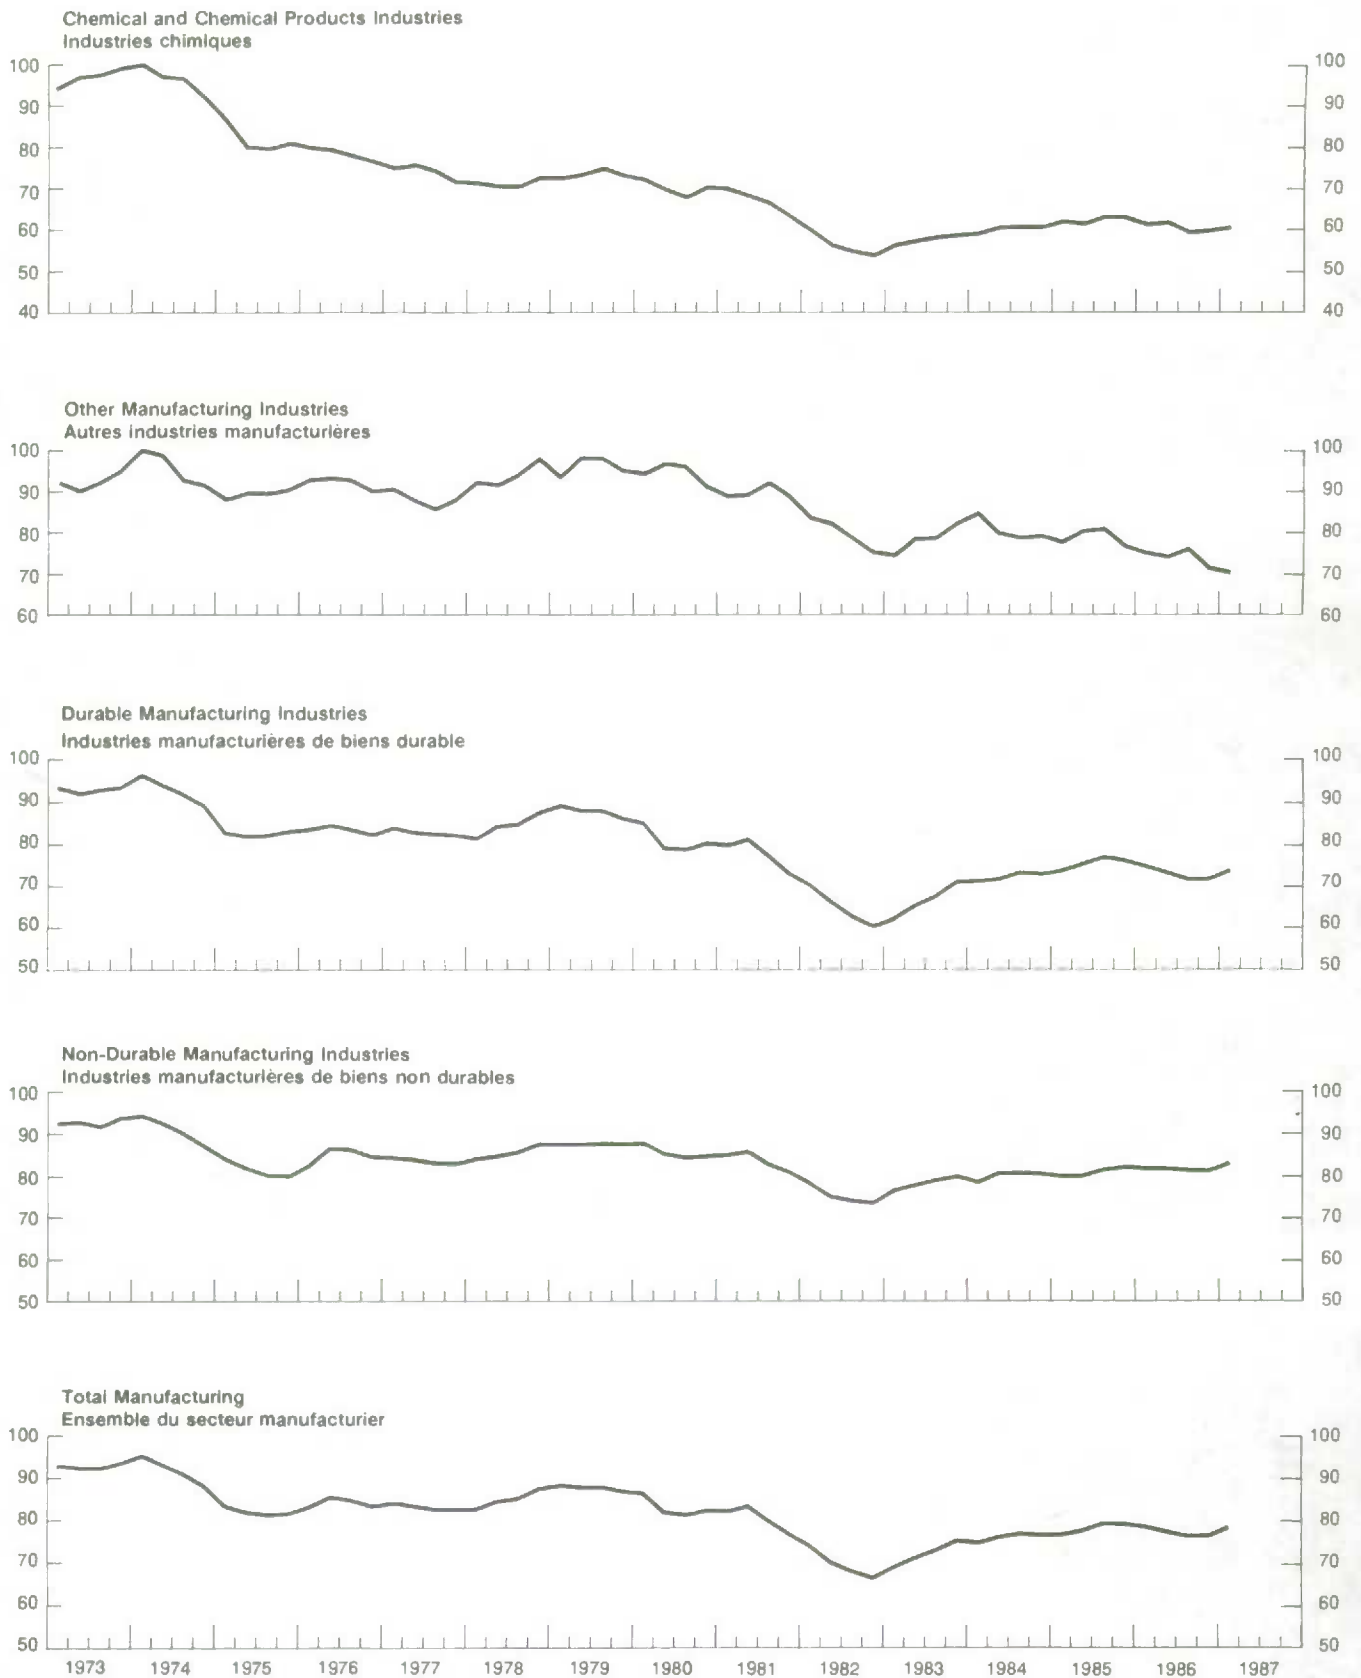 Chemical and Chemical Products Industries
Industries chimiques
100 100
90 90
80 80
70 70
60 60
50 50
40 40
Other Manufacturing Industries
Autres industries manufacturières
100 100
90 90
80 80
70 70
60 60
Durable Manufacturing Industries
Industries manufacturières de biens durable
100 100
90 90
80 80
70 70
60 60
50 50
Non-Durable Manufacturing Industries
Industries manufacturières de biens non durables
100 100
90 90
80 80
70 70
60 60
50 50
Total Manufacturing
Ensemble du secteur manufacturier
100 100
90 90
80 80
70 70
60 60
50 50
1973 1974 1975 1976 1977 1978 1979 1980 1981 1982 1983 1984 1985 1986 1987